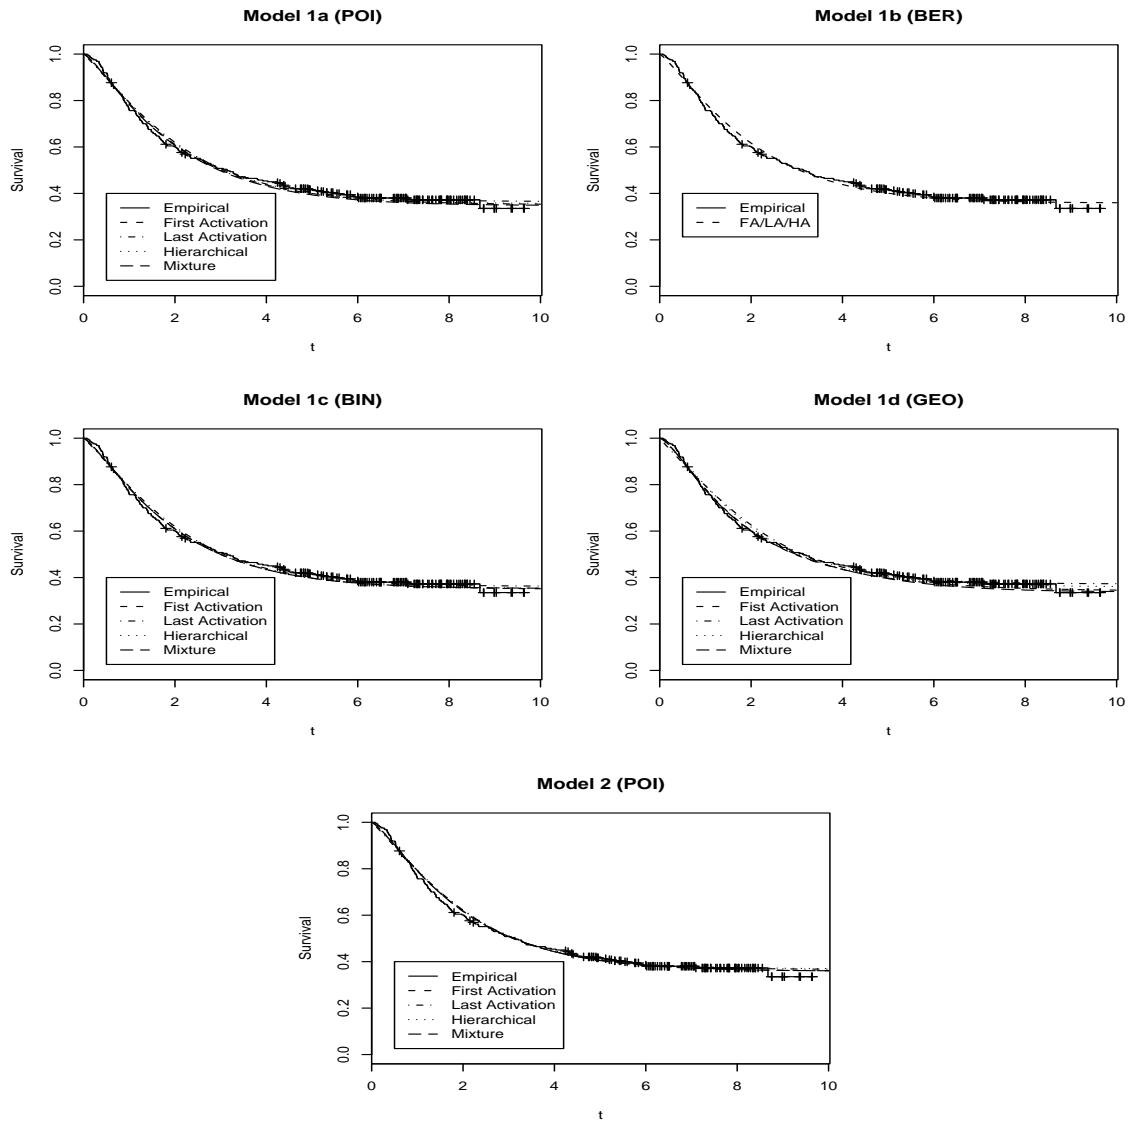 Model 1a (POI)
Survival
1.0
0.8
0.6
0.4
0.2
0.0
Empirical
First Activation
Last Activation
Hierarchical
Mixture
0 2 4 6 8 10
t
Model 1b (BER)
Survival
1.0
0.8
0.6
0.4
0.2
0.0
Empirical
FA/LA/HA
0 2 4 6 8 10
t
Model 1c (BIN)
Survival
1.0
0.8
0.6
0.4
0.2
0.0
Empirical
Fist Activation
Last Activation
Hierarchical
Mixture
0 2 4 6 8 10
t
Model 1d (GEO)
Survival
1.0
0.8
0.6
0.4
0.2
0.0
Empirical
Fist Activation
Last Activation
Hierarchical
Mixture
0 2 4 6 8 10
t
Model 2 (POI)
Survival
1.0
0.8
0.6
0.4
0.2
0.0
Empirical
First Activation
Last Activation
Hierarchical
Mixture
0 2 4 6 8 10
t